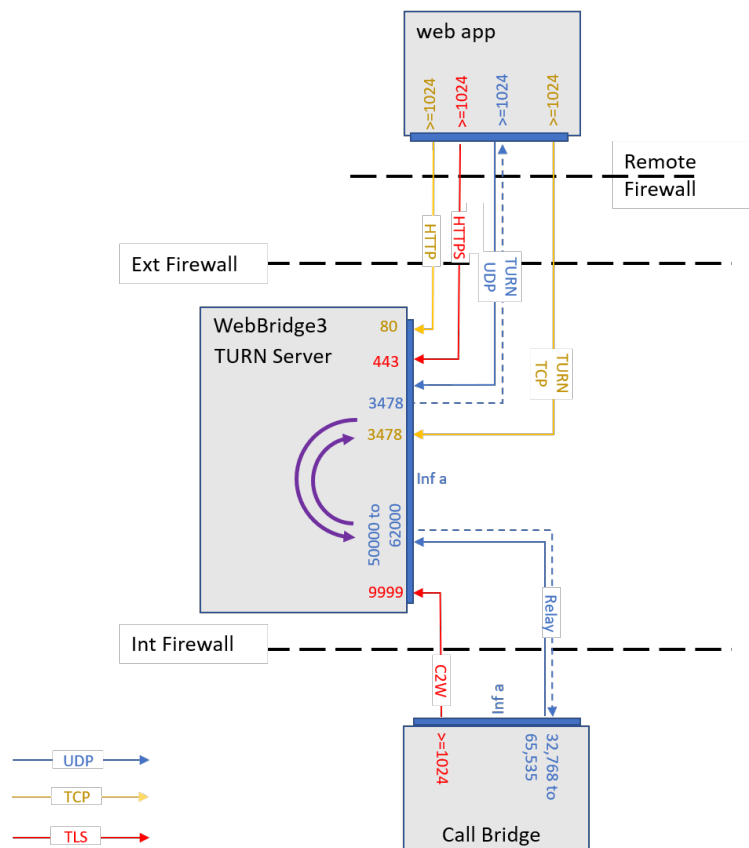 web app
>=1024
>=1024
>=1024
>=1024
Remote
Firewall
HTTP
HTTPS
TURN
UDP
Ext Firewall
WebBridge3
TURN Server
80
443
3478
3478
TURN
TCP
Inf a
50000 to
62000
9999
Relay
Int Firewall
C2W
Inf a
>=1024
32,768 to
65,535
UDP
TCP
TLS
Call Bridge